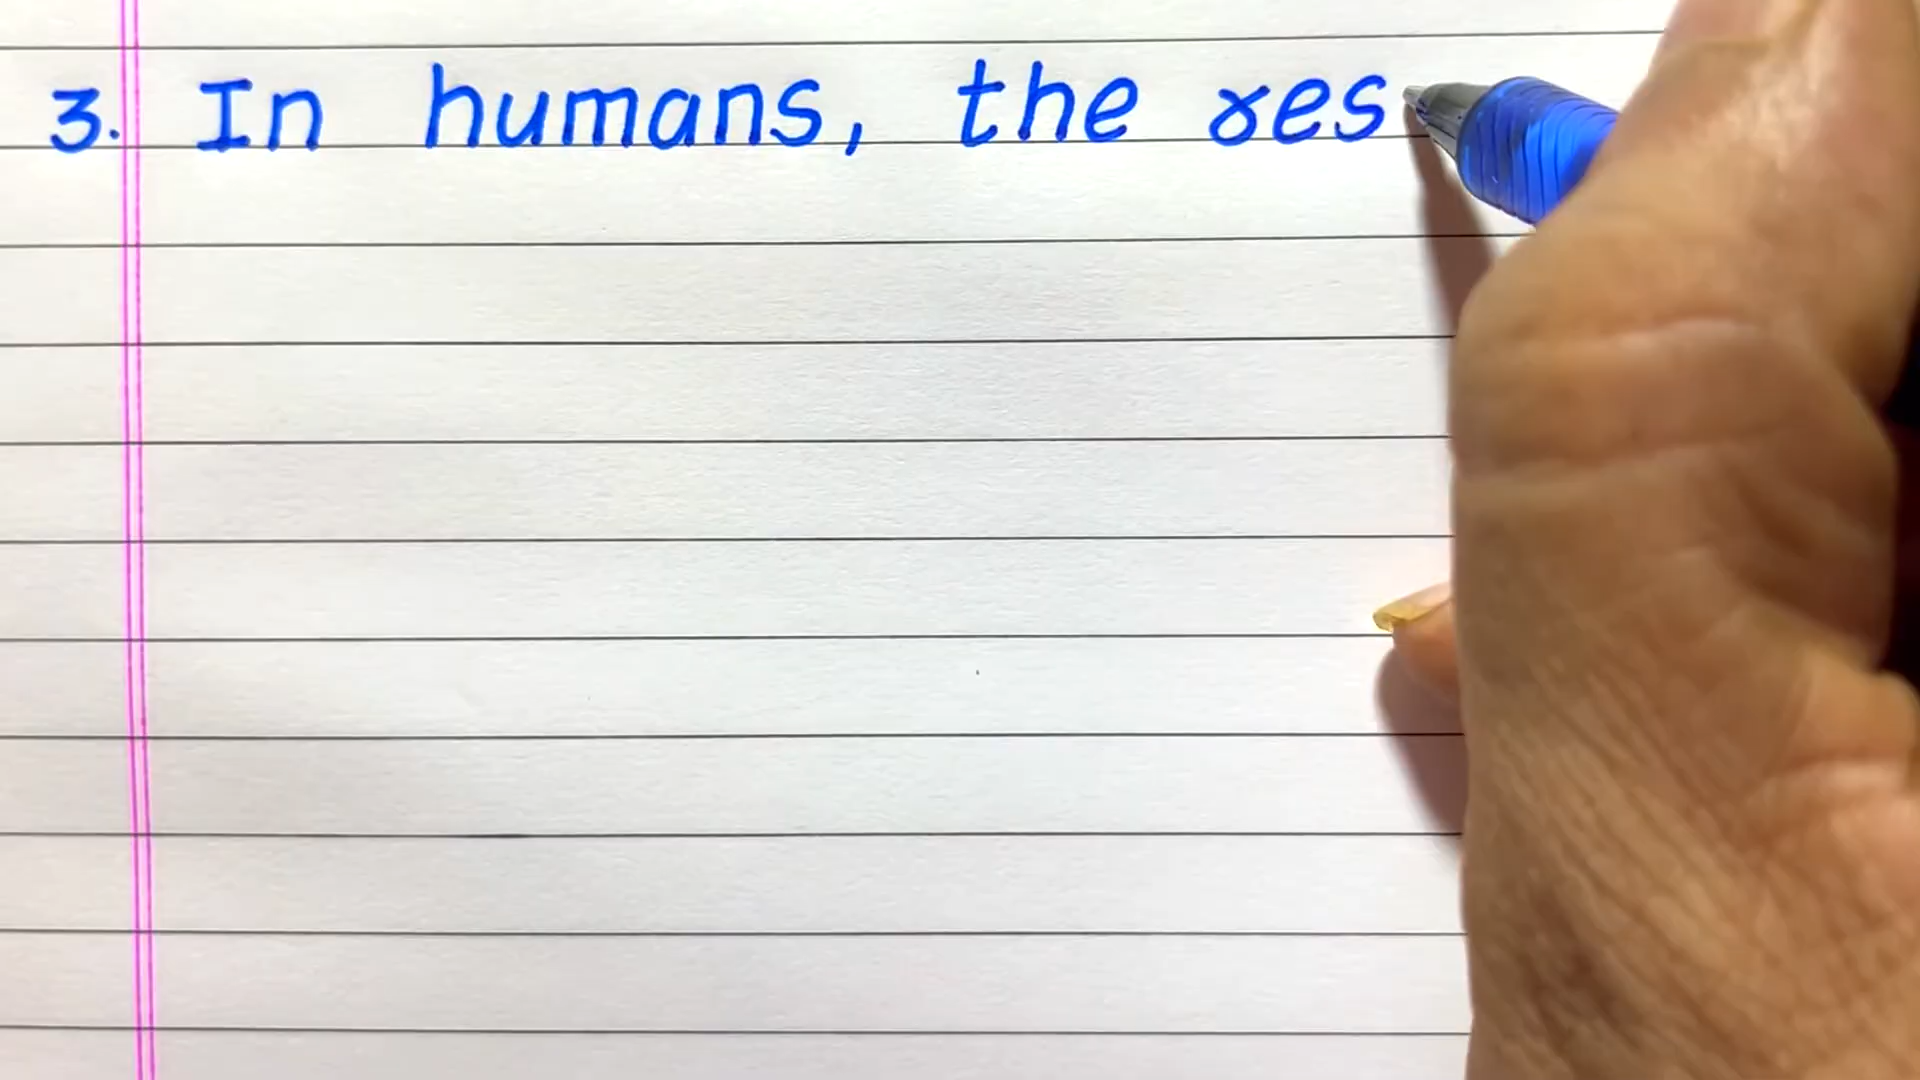 3. In humans, the res